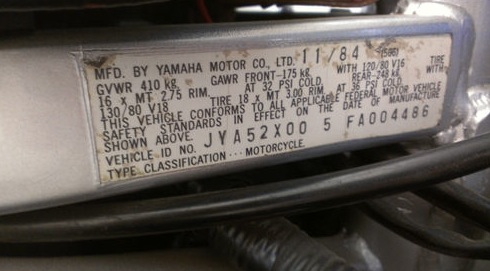 MFD. BY YAMAHA MOTOR CO., LTD. 11/84 (56G)
GVWR 410 kg GAWR FRONT-175 kg WITH 120/80 V16 TIRE
16 x MT 2.75 RIM. AT 32 PSI COLD. REAR-248 kg WITH
130/80 V18 TIRE 18 x MT 3.00 RIM. AT 36 PSI COLD.
THIS VEHICLE CONFORMS TO ALL APPLICABLE FEDERAL MOTOR VEHICLE
SAFETY STANDARDS IN EFFECT ON THE DATE OF MANUFACTURE
SHOWN ABOVE.
VEHICLE ID NO. JYA52X00 5 FA004486
TYPE CLASSIFICATION... MOTORCYCLE.